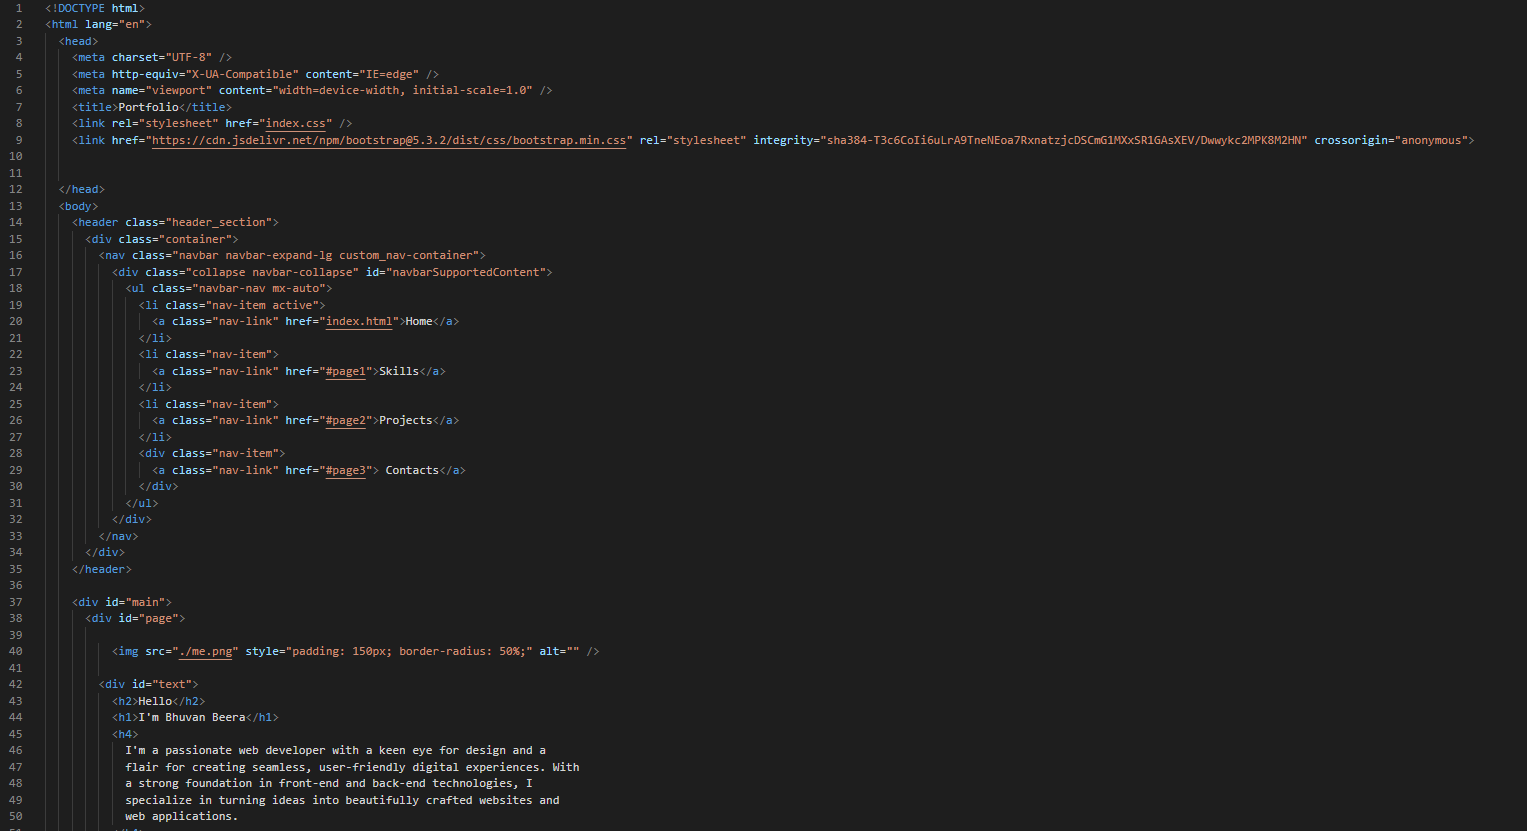 1 <!DOCTYPE html>
2 <html lang="en">
3 <head>
4 <meta charset="UTF-8" />
5 <meta http-equiv="X-UA-Compatible" content="IE=edge" />
6 <meta name="viewport" content="width=device-width, initial-scale=1.0" />
7 <title>Portfolio</title>
8 <link rel="stylesheet" href="index.css" />
9 <link href="https://cdn.jsdelivr.net/npm/bootstrap@5.3.2/dist/css/bootstrap.min.css" rel="stylesheet" integrity="sha384-T3c6CoIi6uLrA9TneNEoa7RxnatzjcDSCmG1MXxSR1GAsXEV/Dwwykc2MPK8M2HN" crossorigin="anonymous">
10
11
12 </head>
13 <body>
14 <header class="header_section">
15 <div class="container">
16 <nav class="navbar navbar-expand-lg custom_nav-container">
17 <div class="collapse navbar-collapse" id="navbarSupportedContent">
18 <ul class="navbar-nav mx-auto">
19 <li class="nav-item active">
20 <a class="nav-link" href="index.html">Home</a>
21 </li>
22 <li class="nav-item">
23 <a class="nav-link" href="#page1">Skills</a>
24 </li>
25 <li class="nav-item">
26 <a class="nav-link" href="#page2">Projects</a>
27 </li>
28 <div class="nav-item">
29 <a class="nav-link" href="#page3"> Contacts</a>
30 </div>
31 </ul>
32 </div>
33 </nav>
34 </div>
35 </header>
36
37 <div id="main">
38 <div id="page">
39
40 <img src="./me.png" style="padding: 150px; border-radius: 50%;" alt="" />
41
42 <div id="text">
43 <h2>Hello</h2>
44 <h1>I'm Bhuvan Beera</h1>
45 <h4>
46 I'm a passionate web developer with a keen eye for design and a
47 flair for creating seamless, user-friendly digital experiences. With
48 a strong foundation in front-end and back-end technologies, I
49 specialize in turning ideas into beautifully crafted websites and
50 web applications.